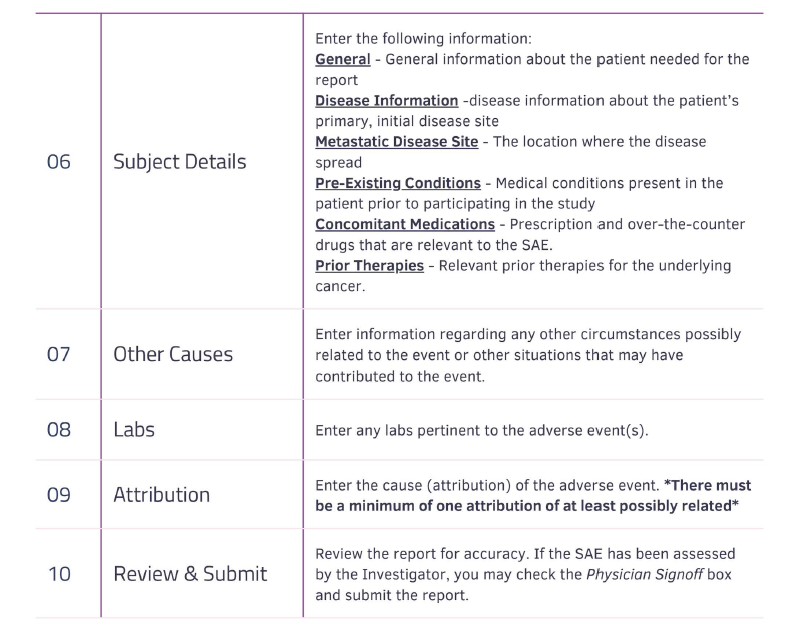 06
Subject Details
Enter the following information:
General - General information about the patient needed for the
report
Disease Information -disease information about the patient's
primary, initial disease site
Metastatic Disease Site - The location where the disease
spread
Pre-Existing Conditions - Medical conditions present in the
patient prior to participating in the study
Concomitant Medications - Prescription and over-the-counter
drugs that are relevant to the SAE.
Prior Therapies - Relevant prior therapies for the underlying
cancer.
07
Other Causes
Enter information regarding any other circumstances possibly
related to the event or other situations that may have
contributed to the event.
08
Labs
Enter any labs pertinent to the adverse event(s).
09
Attribution
Enter the cause (attribution) of the adverse event. *There must
be a minimum of one attribution of at least possibly related*
10
Review & Submit
Review the report for accuracy. If the SAE has been assessed
by the Investigator, you may check the Physician Signoff box
and submit the report.